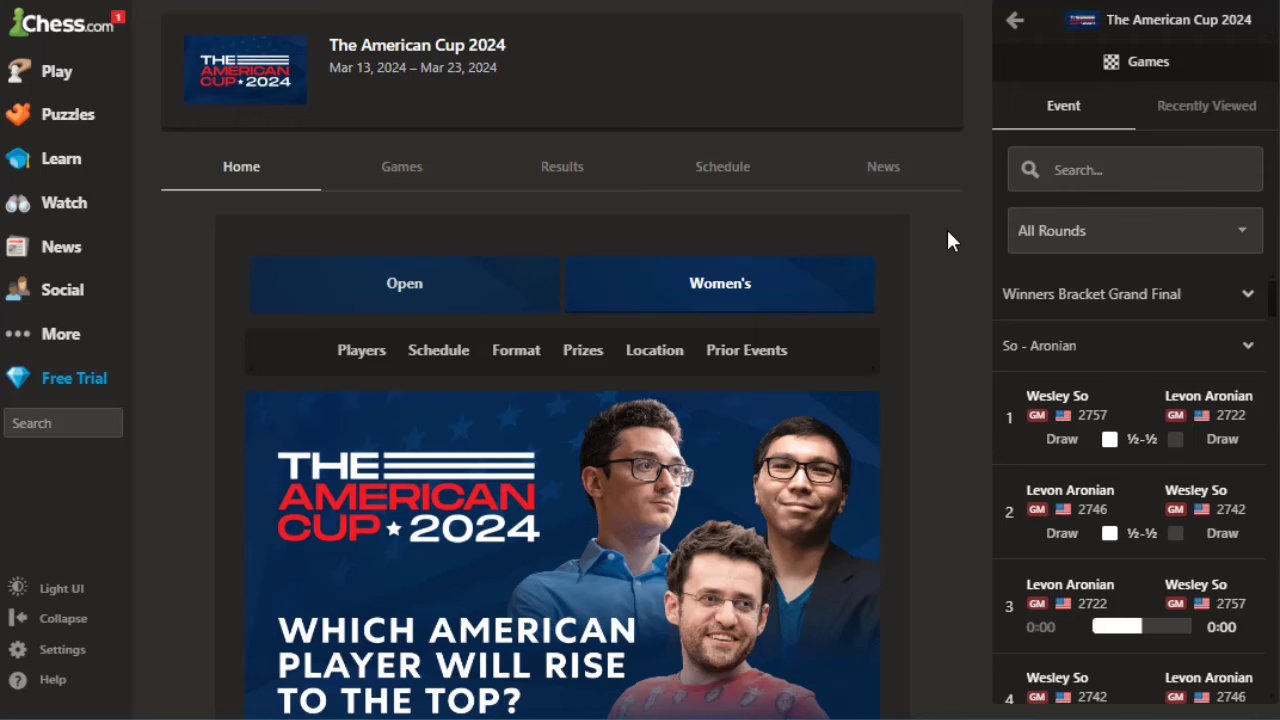 Chess.com
1
Play
Puzzles
Learn
Watch
News
Social
More
Free Trial
Search
Light UI
Collapse
Settings
Help
THE AMERICAN CUP 2024
The American Cup 2024
Mar 13, 2024 – Mar 23, 2024
Home Games Results Schedule News
Open Women's
Players Schedule Format Prizes Location Prior Events
THE
AMERICAN
CUP ★ 2024
WHICH AMERICAN
PLAYER WILL RISE
TO THE TOP?
The American Cup 2024
Games
Event Recently Viewed
Search...
All Rounds
Winners Bracket Grand Final
So - Aronian
Wesley So Levon Aronian
1 GM 2757 GM 2722
Draw ½-½ Draw
Levon Aronian Wesley So
2 GM 2746 GM 2742
Draw ½-½ Draw
Levon Aronian Wesley So
3 GM 2722 GM 2757
0:00 0:00
Wesley So Levon Aronian
4 GM 2742 GM 2746